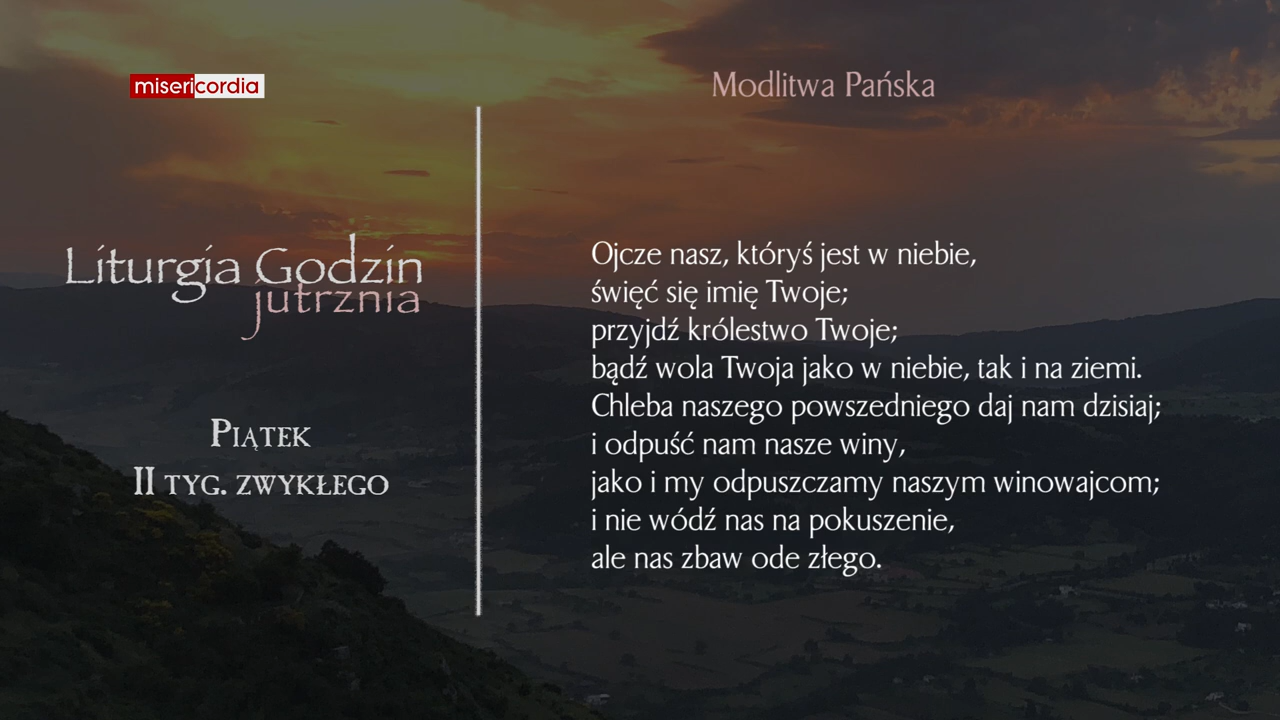 misericordia
Liturgia Godzin
jutrznia
Piątek
II tyg. zwykłego
Modlitwa Pańska
Ojcze nasz, któryś jest w niebie,
święć się imię Twoje;
przyjdź królestwo Twoje;
bądź wola Twoja jako w niebie, tak i na ziemi.
Chleba naszego powszedniego daj nam dzisiaj;
i odpuść nam nasze winy,
jako i my odpuszczamy naszym winowajcom;
i nie wódź nas na pokuszenie,
ale nas zbaw ode złego.